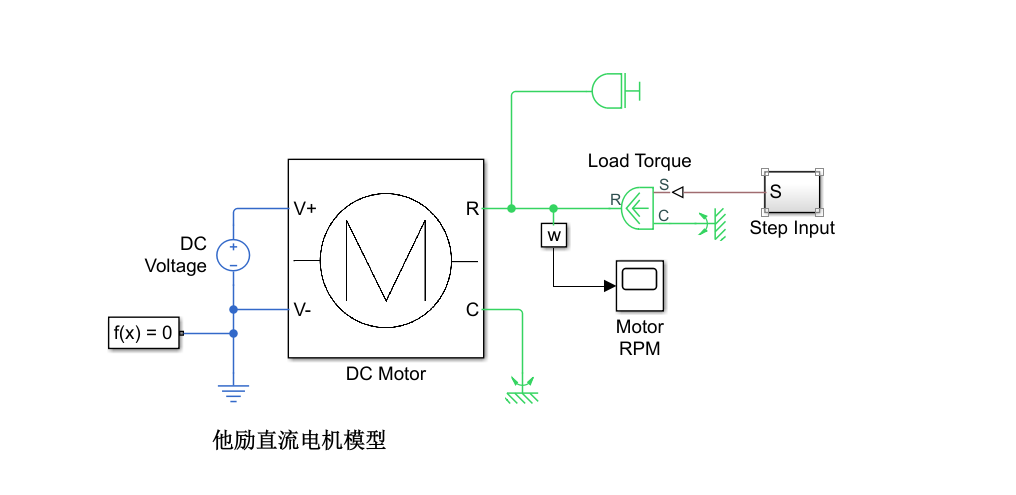 Load Torque
S
R
C
S
Step Input
V+
R
DC
Voltage
w
V-
C
f(x) = 0
Motor
RPM
DC Motor
他励直流电机模型